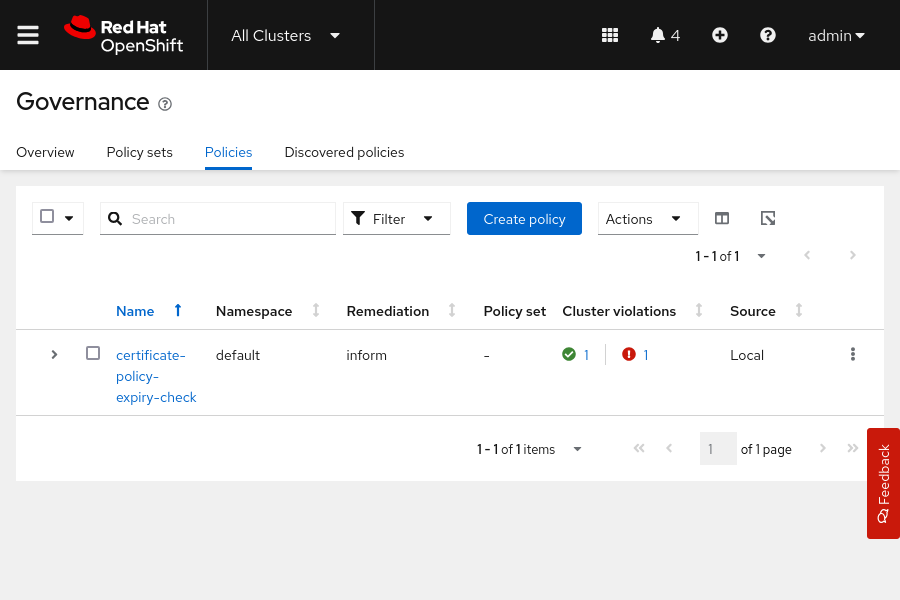 Red Hat
OpenShift
All Clusters
4
admin
Governance
Overview
Policy sets
Policies
Discovered policies
Search
Filter
Create policy
Actions
1 - 1 of 1
Name
Namespace
Remediation
Policy set
Cluster violations
Source
certificate-
policy-
expiry-check
default
inform
-
1
1
Local
1 - 1 of 1 items
1
of 1 page
Feedback